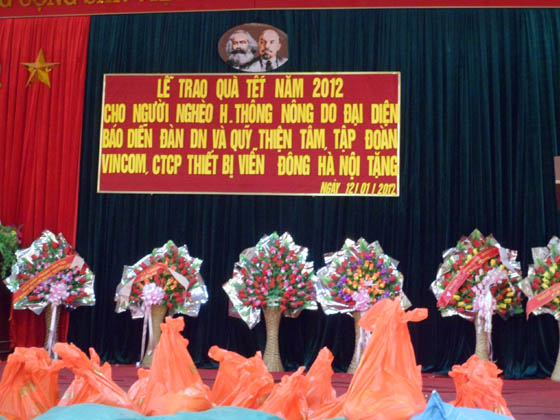 LỄ TRAO QUÀ TẾT NĂM 2012
CHO NGƯỜI NGHÈO H.THÔNG NÔNG DO ĐẠI DIỆN
BÁO DIỄN ĐÀN DN VÀ QUỸ THIỆN TÂM, TẬP ĐOÀN
VINCOM, CTCP THIẾT BỊ VIỄN ĐÔNG HÀ NỘI TẶNG
NGÀY 12/01/2012